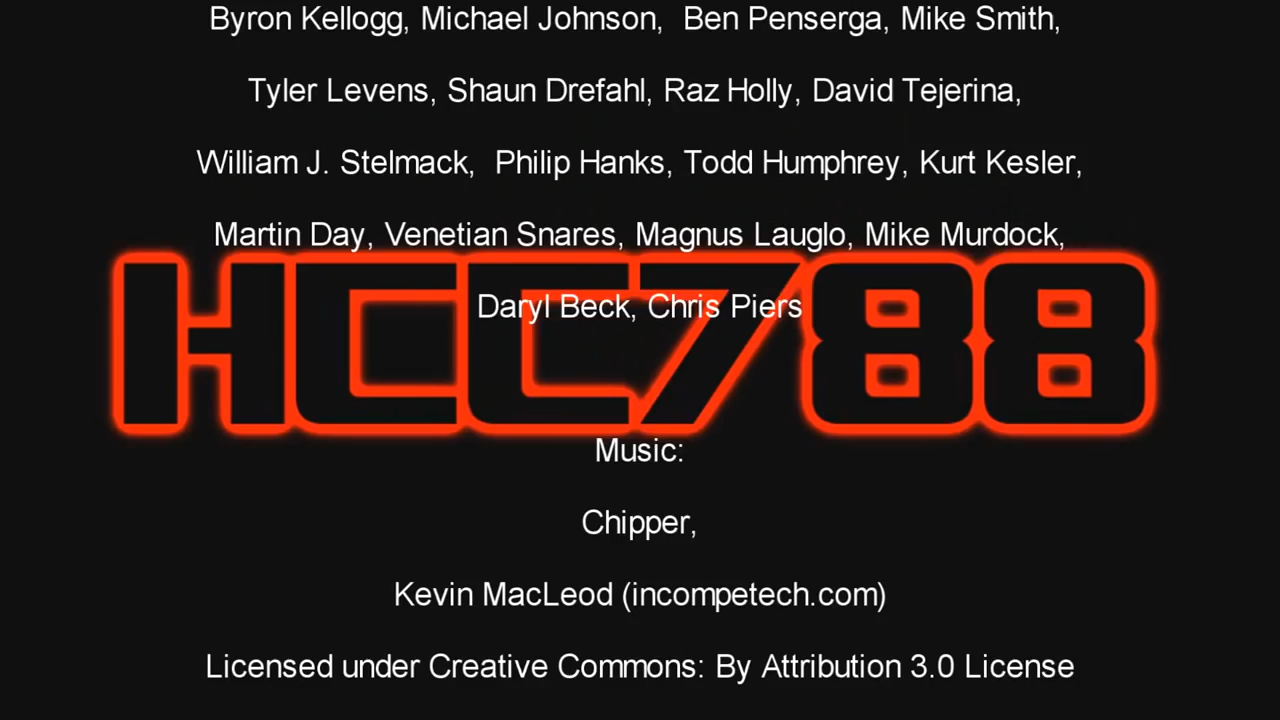 Byron Kellogg, Michael Johnson,  Ben Penserga, Mike Smith,
Tyler Levens, Shaun Drefahl, Raz Holly, David Tejerina,
William J. Stelmack,  Philip Hanks, Todd Humphrey, Kurt Kesler,
Martin Day, Venetian Snares, Magnus Lauglo, Mike Murdock,
Daryl Beck, Chris Piers
HCC788
Music:
Chipper,
Kevin MacLeod (incompetech.com)
Licensed under Creative Commons: By Attribution 3.0 License